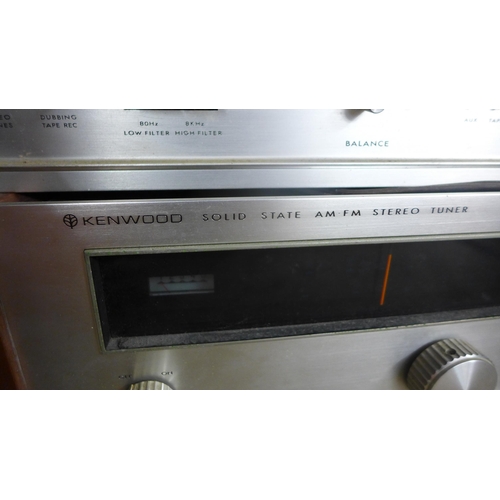 DUBBING
TAPE REC
80Hz 8KHz
LOW FILTER HIGH FILTER
BALANCE
KENWOOD SOLID STATE AM·FM STEREO TUNER